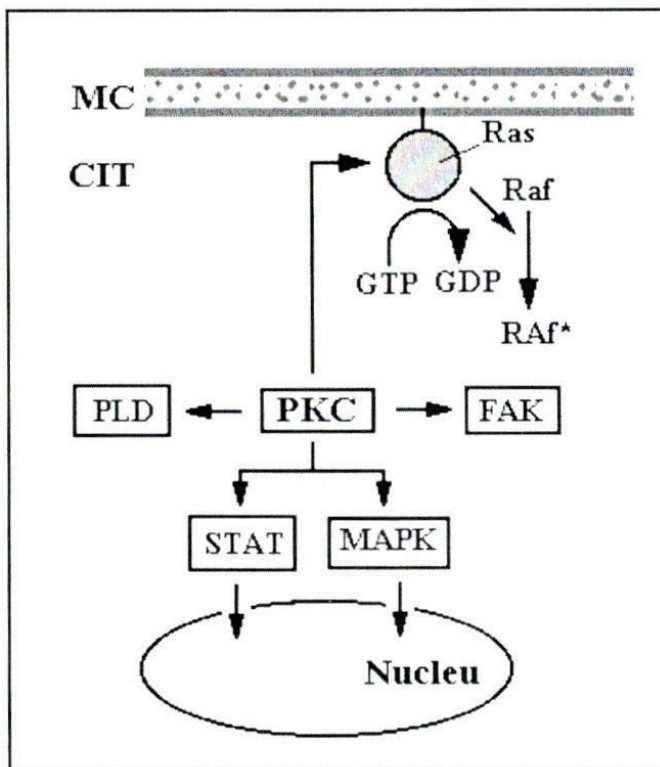 MC
Ras
CIT
Raf
GTP GDP
RAf*
PLD PKC FAK
STAT MAPK
Nucleu